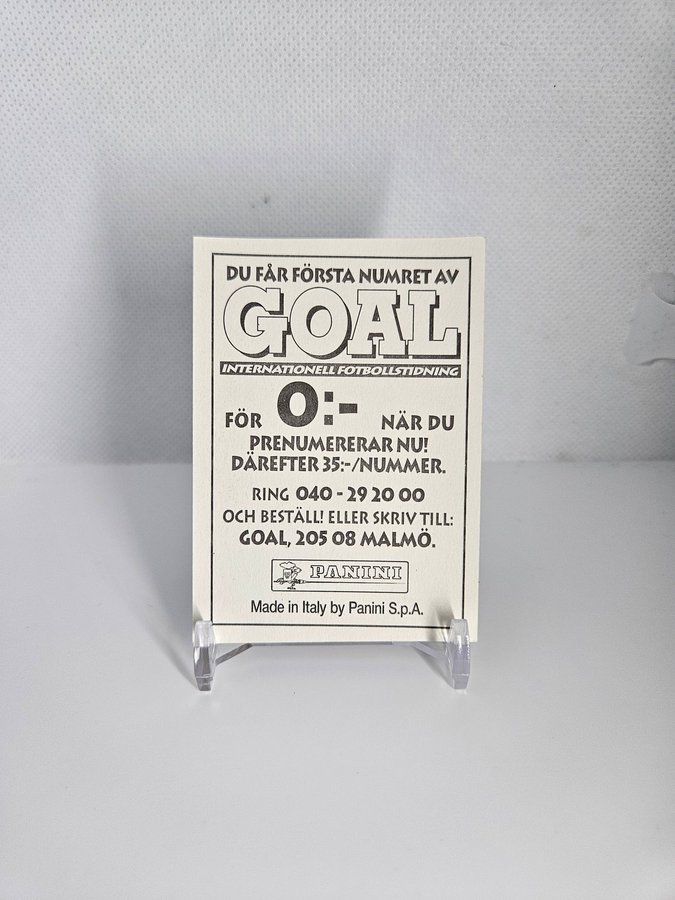 DU FÅR FÖRSTA NUMRET AV
GOAL
INTERNATIONELL FOTBOLLSTIDNING
FÖR 0:- NÄR DU
PRENUMERERAR NU!
DÄREFTER 35:-/NUMMER.
RING 040 - 29 20 00
OCH BESTÄLL! ELLER SKRIV TILL:
GOAL, 205 08 MALMÖ.
PANINI
Made in Italy by Panini S.p.A.